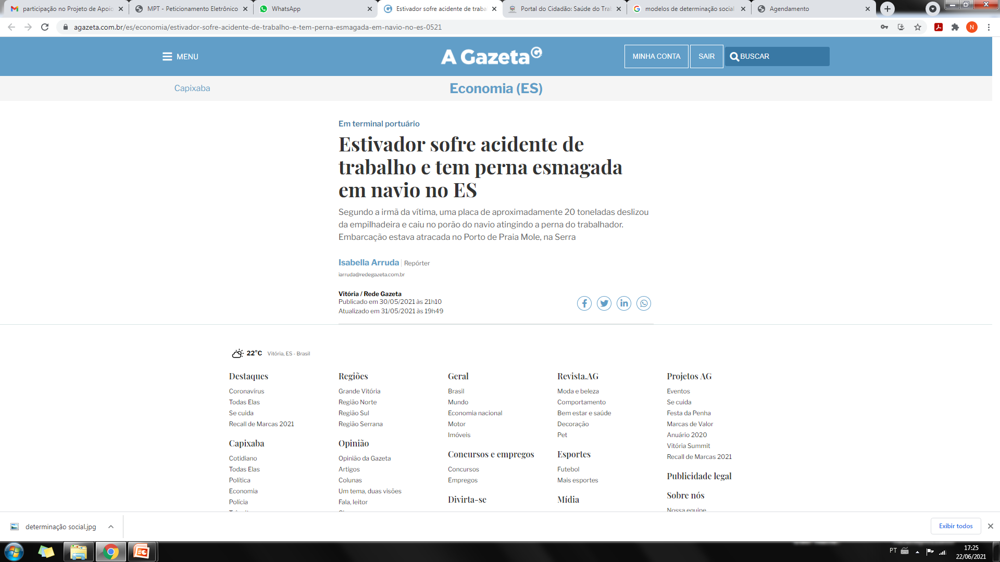 participação no Projeto de Apoio
MPT - Peticionamento Eletrônico
WhatsApp
Estivador sofre acidente de traba
Portal do Cidadão: Saúde do Tra
modelos de determinação social
Agendamento
agazeta.com.br/es/economia/estivador-sofre-acidente-de-trabalho-e-tem-perna-esmagada-em-navio-no-es-0521
N
MENU
A Gazeta
MINHA CONTA
SAIR
BUSCAR
Capixaba
Economia (ES)
Em terminal portuário
Estivador sofre acidente de
trabalho e tem perna esmagada
em navio no ES
Segundo a irmã da vítima, uma placa de aproximadamente 20 toneladas deslizou
da empilhadeira e caiu no porão do navio atingindo a perna do trabalhador.
Embarcação estava atracada no Porto de Praia Mole, na Serra
Isabella Arruda | Repórter
iarruda@redegazeta.com.br
Vitória / Rede Gazeta
Publicado em 30/05/2021 às 21h10
Atualizado em 31/05/2021 às 19h49
22°C Vitória, ES - Brasil
Destaques
Coronavírus
Todas Elas
Se cuida
Recall de Marcas 2021
Capixaba
Cotidiano
Todas Elas
Política
Economia
Polícia
Regiões
Grande Vitória
Região Norte
Região Sul
Região Serrana
Opinião
Opinião da Gazeta
Artigos
Colunas
Um tema, duas visões
Fala, leitor
Geral
Brasil
Mundo
Economia nacional
Motor
Imóveis
Concursos e empregos
Concursos
Empregos
Divirta-se
Revista.AG
Moda e beleza
Comportamento
Bem estar e saúde
Decoração
Pet
Esportes
Futebol
Mais esportes
Mídia
Projetos AG
Eventos
Se cuida
Festa da Penha
Marcas de Valor
Anuário 2020
Vitória Summit
Recall de Marcas 2021
Publicidade legal
Sobre nós
Nossa equipe
determinação social.jpg
Exibir todos
PT
17:25
22/06/2021